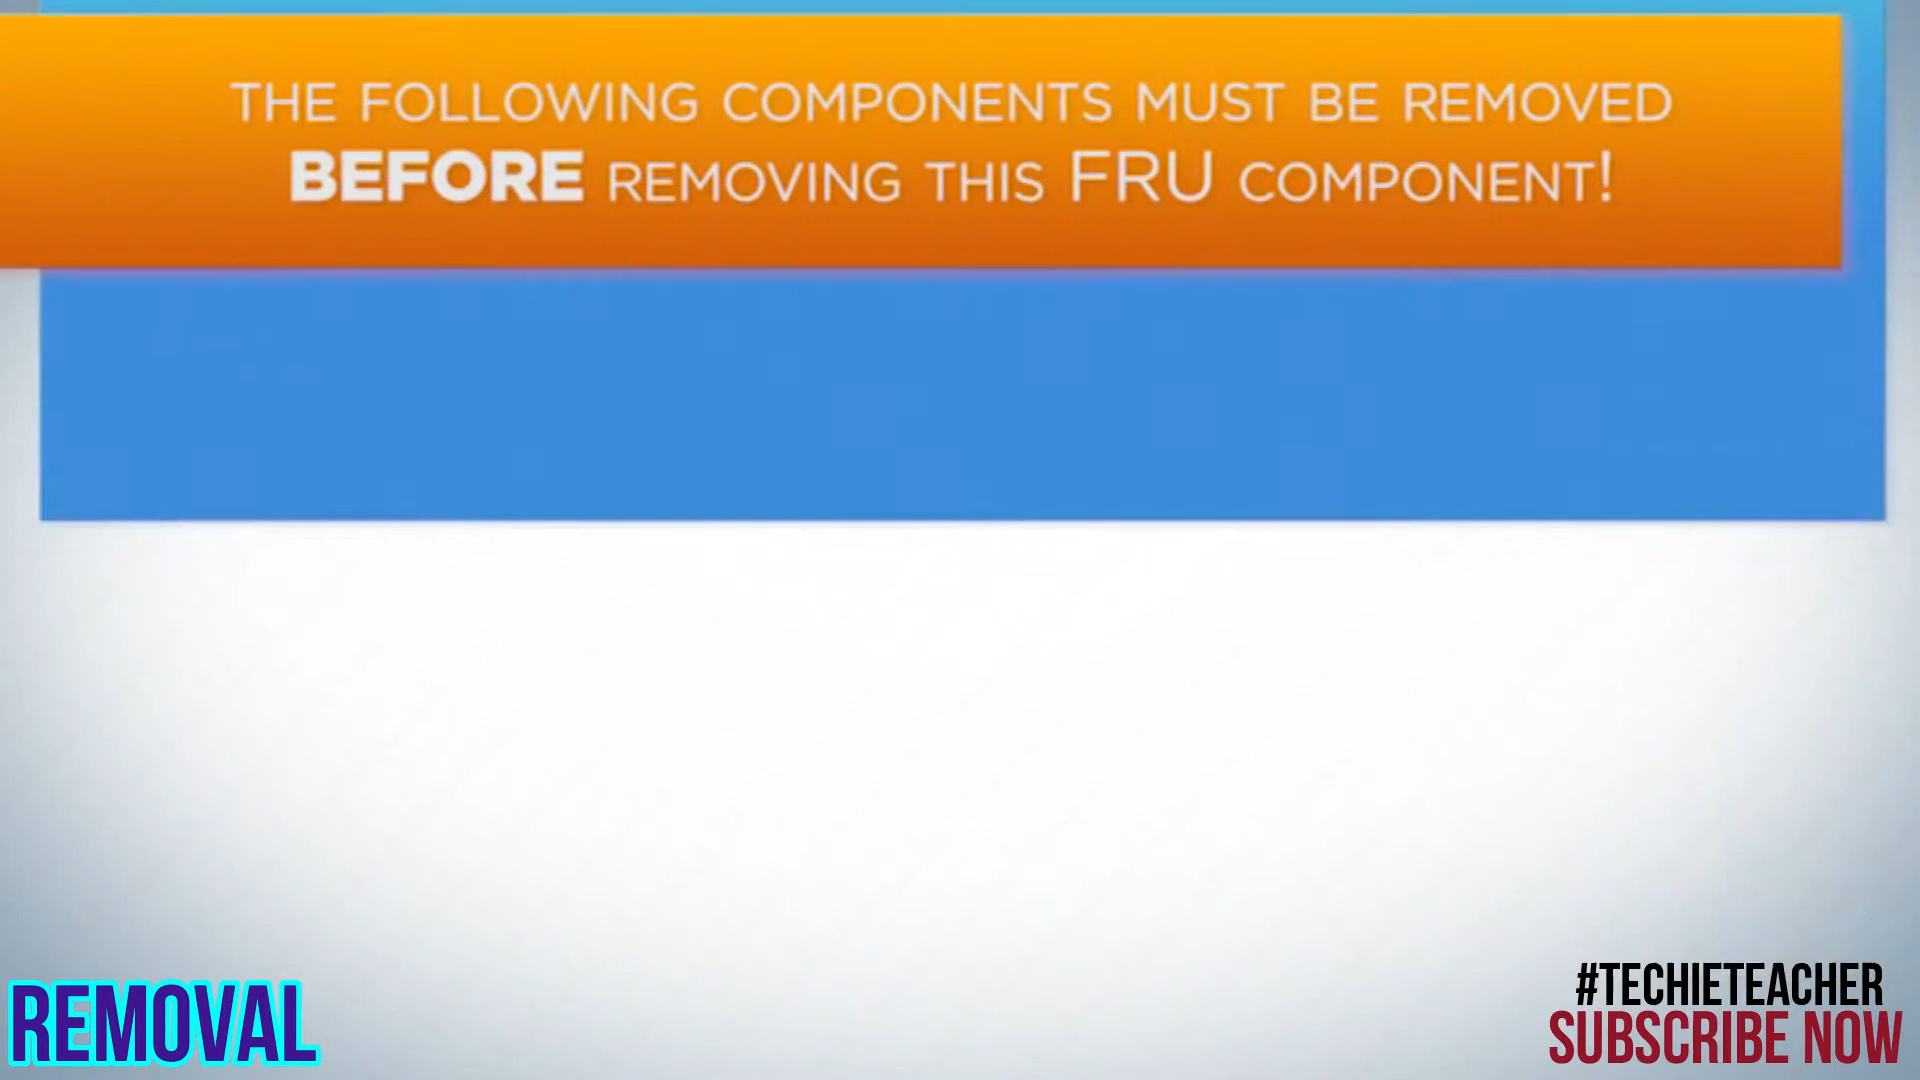 THE FOLLOWING COMPONENTS MUST BE REMOVED
BEFORE REMOVING THIS FRU COMPONENT!
REMOVAL
#TECHIETEACHER
SUBSCRIBE NOW